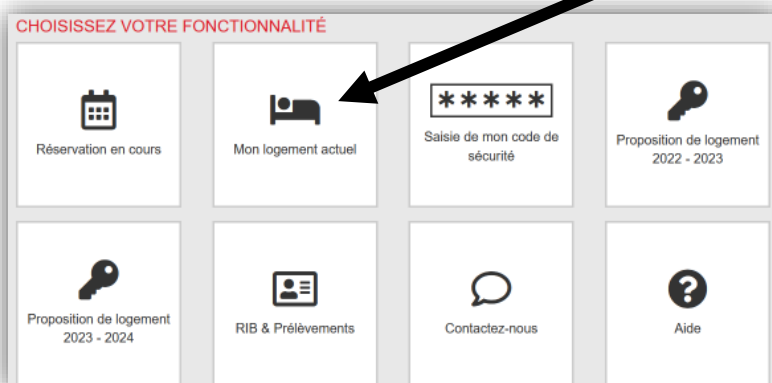 CHOISISSEZ VOTRE FONCTIONNALITÉ
Réservation en cours
Mon logement actuel
*****
Saisie de mon code de
sécurité
Proposition de logement
2022 - 2023
Proposition de logement
2023 - 2024
RIB & Prélèvements
Contactez-nous
?
Aide